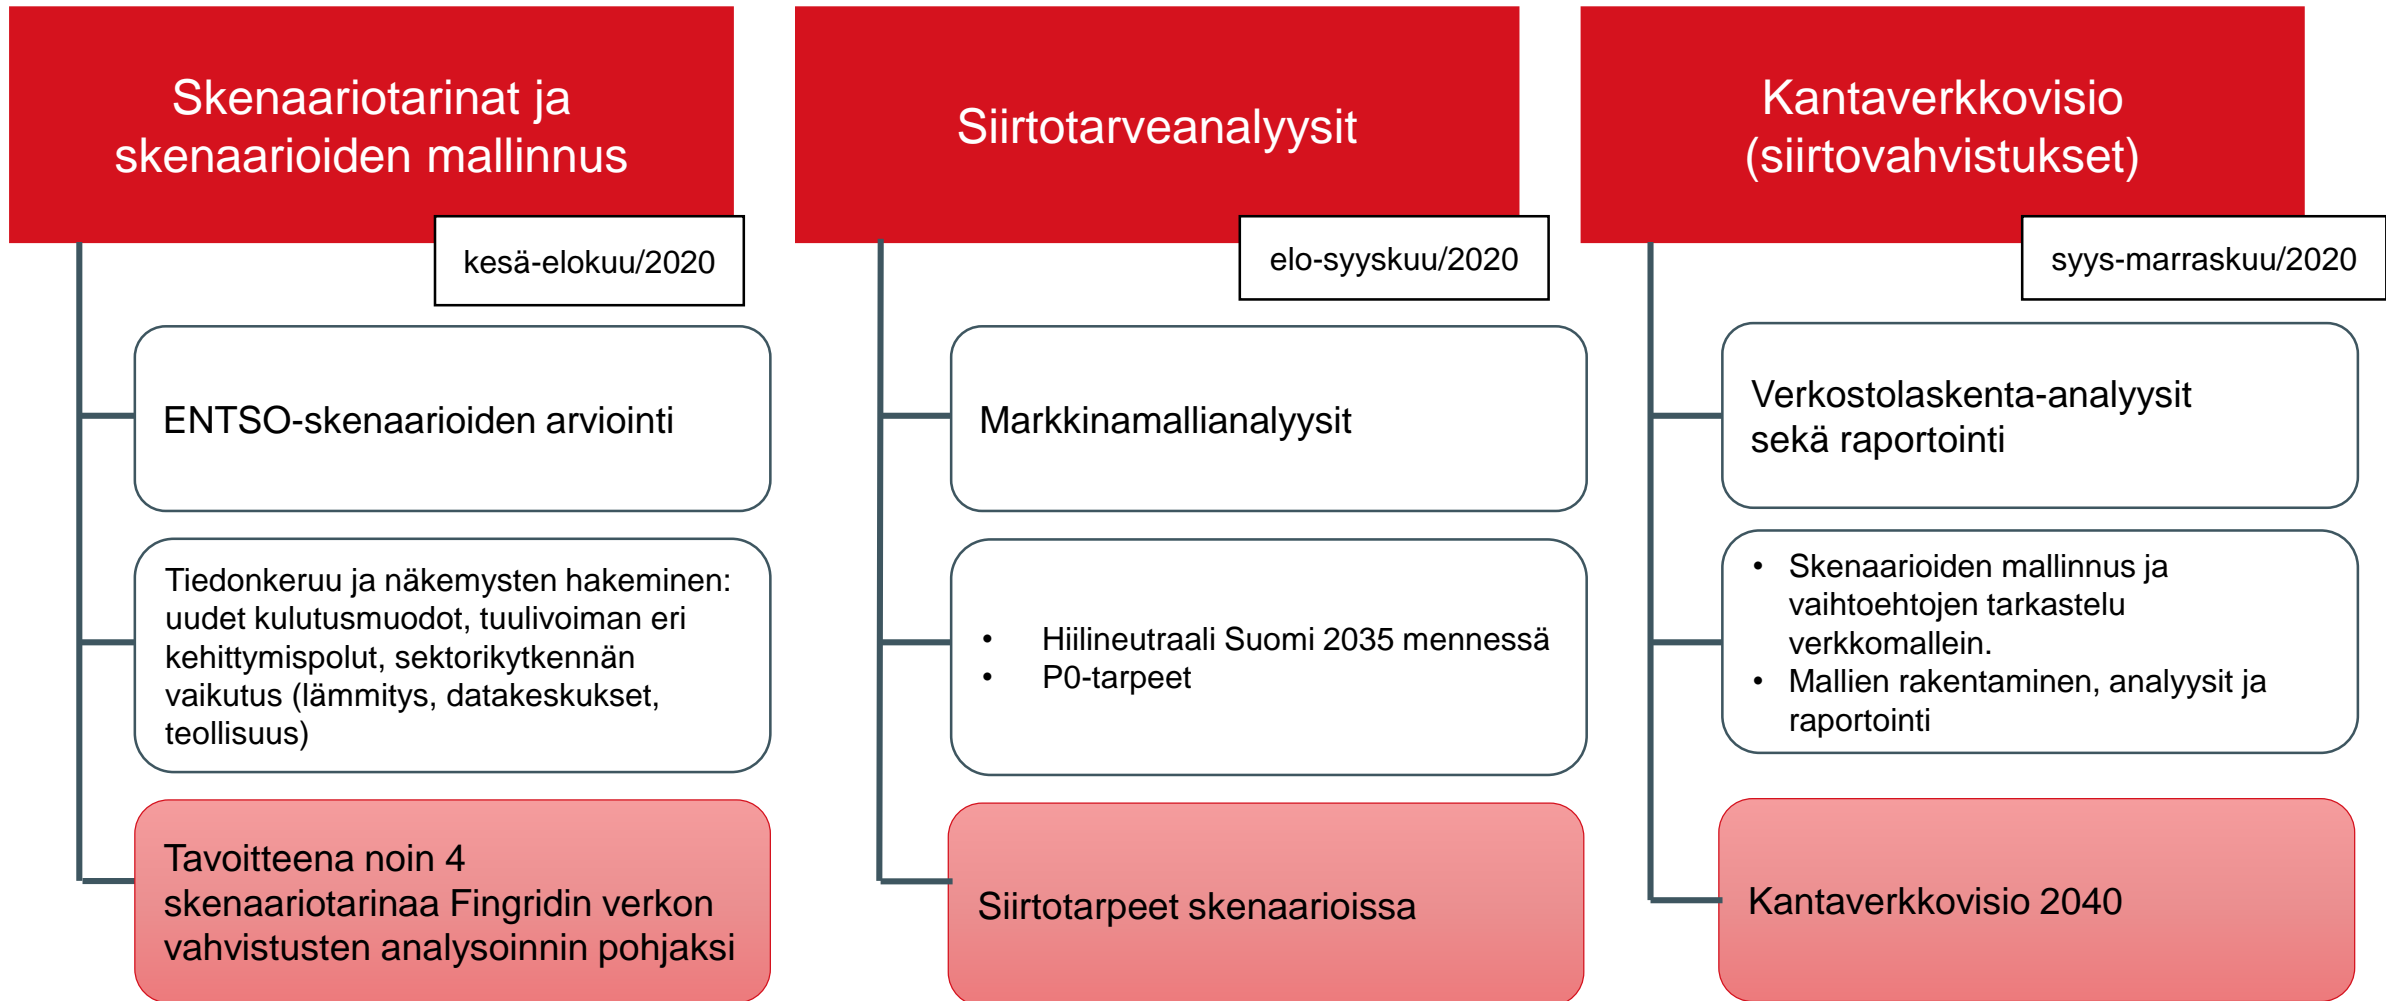 Skenaariotarinat ja
skenaarioiden mallinnus
kesä-elokuu/2020
ENTSO-skenaarioiden arviointi
Tiedonkeruu ja näkemysten hakeminen:
uudet kulutusmuodot, tuulivoiman eri
kehittymispolut, sektorikytkennän
vaikutus (lämmitys, datakeskukset,
teollisuus)
Tavoitteena noin 4
skenaariotarinaa Fingridin verkon
vahvistusten analysoinnin pohjaksi
Siirtotarveanalyysit
elo-syyskuu/2020
Markkinamallianalyysit
• Hiilineutraali Suomi 2035 mennessä
• P0-tarpeet
Siirtotarpeet skenaarioissa
Kantaverkkovisio
(siirtovahvistukset)
syys-marraskuu/2020
Verkostolaskenta-analyysit
sekä raportointi
• Skenaarioiden mallinnus ja
vaihtoehtojen tarkastelu
verkkomallein.
• Mallien rakentaminen, analyysit ja
raportointi
Kantaverkkovisio 2040